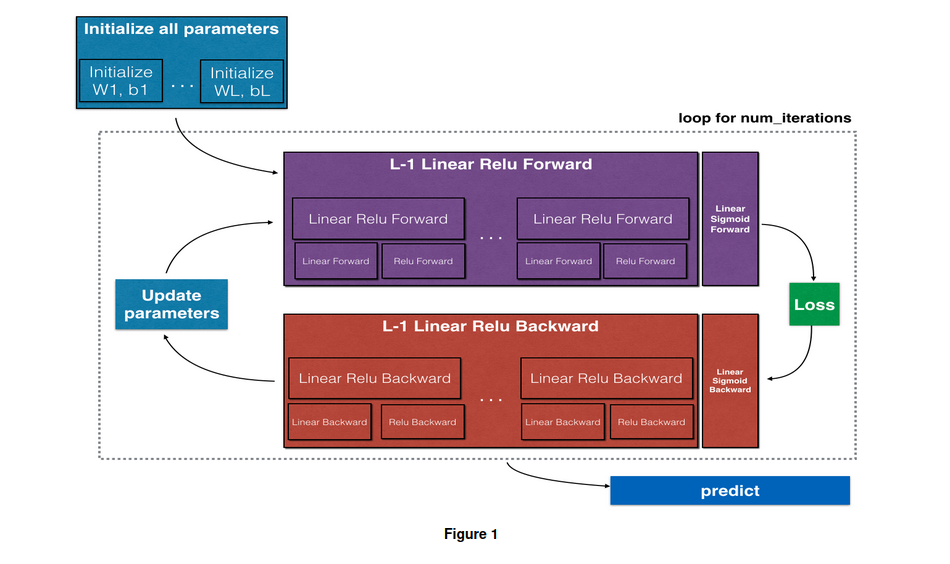 Initialize all parameters
Initialize
W1, b1
. . .
Initialize
WL, bL
loop for num_iterations
L-1 Linear Relu Forward
Linear Relu Forward
. . .
Linear Relu Forward
Linear Forward
Relu Forward
Linear Forward
Relu Forward
Linear
Sigmoid
Forward
Update
parameters
Loss
L-1 Linear Relu Backward
Linear Relu Backward
. . .
Linear Relu Backward
Linear Backward
Relu Backward
Linear Backward
Relu Backward
Linear
Sigmoid
Backward
predict
Figure 1